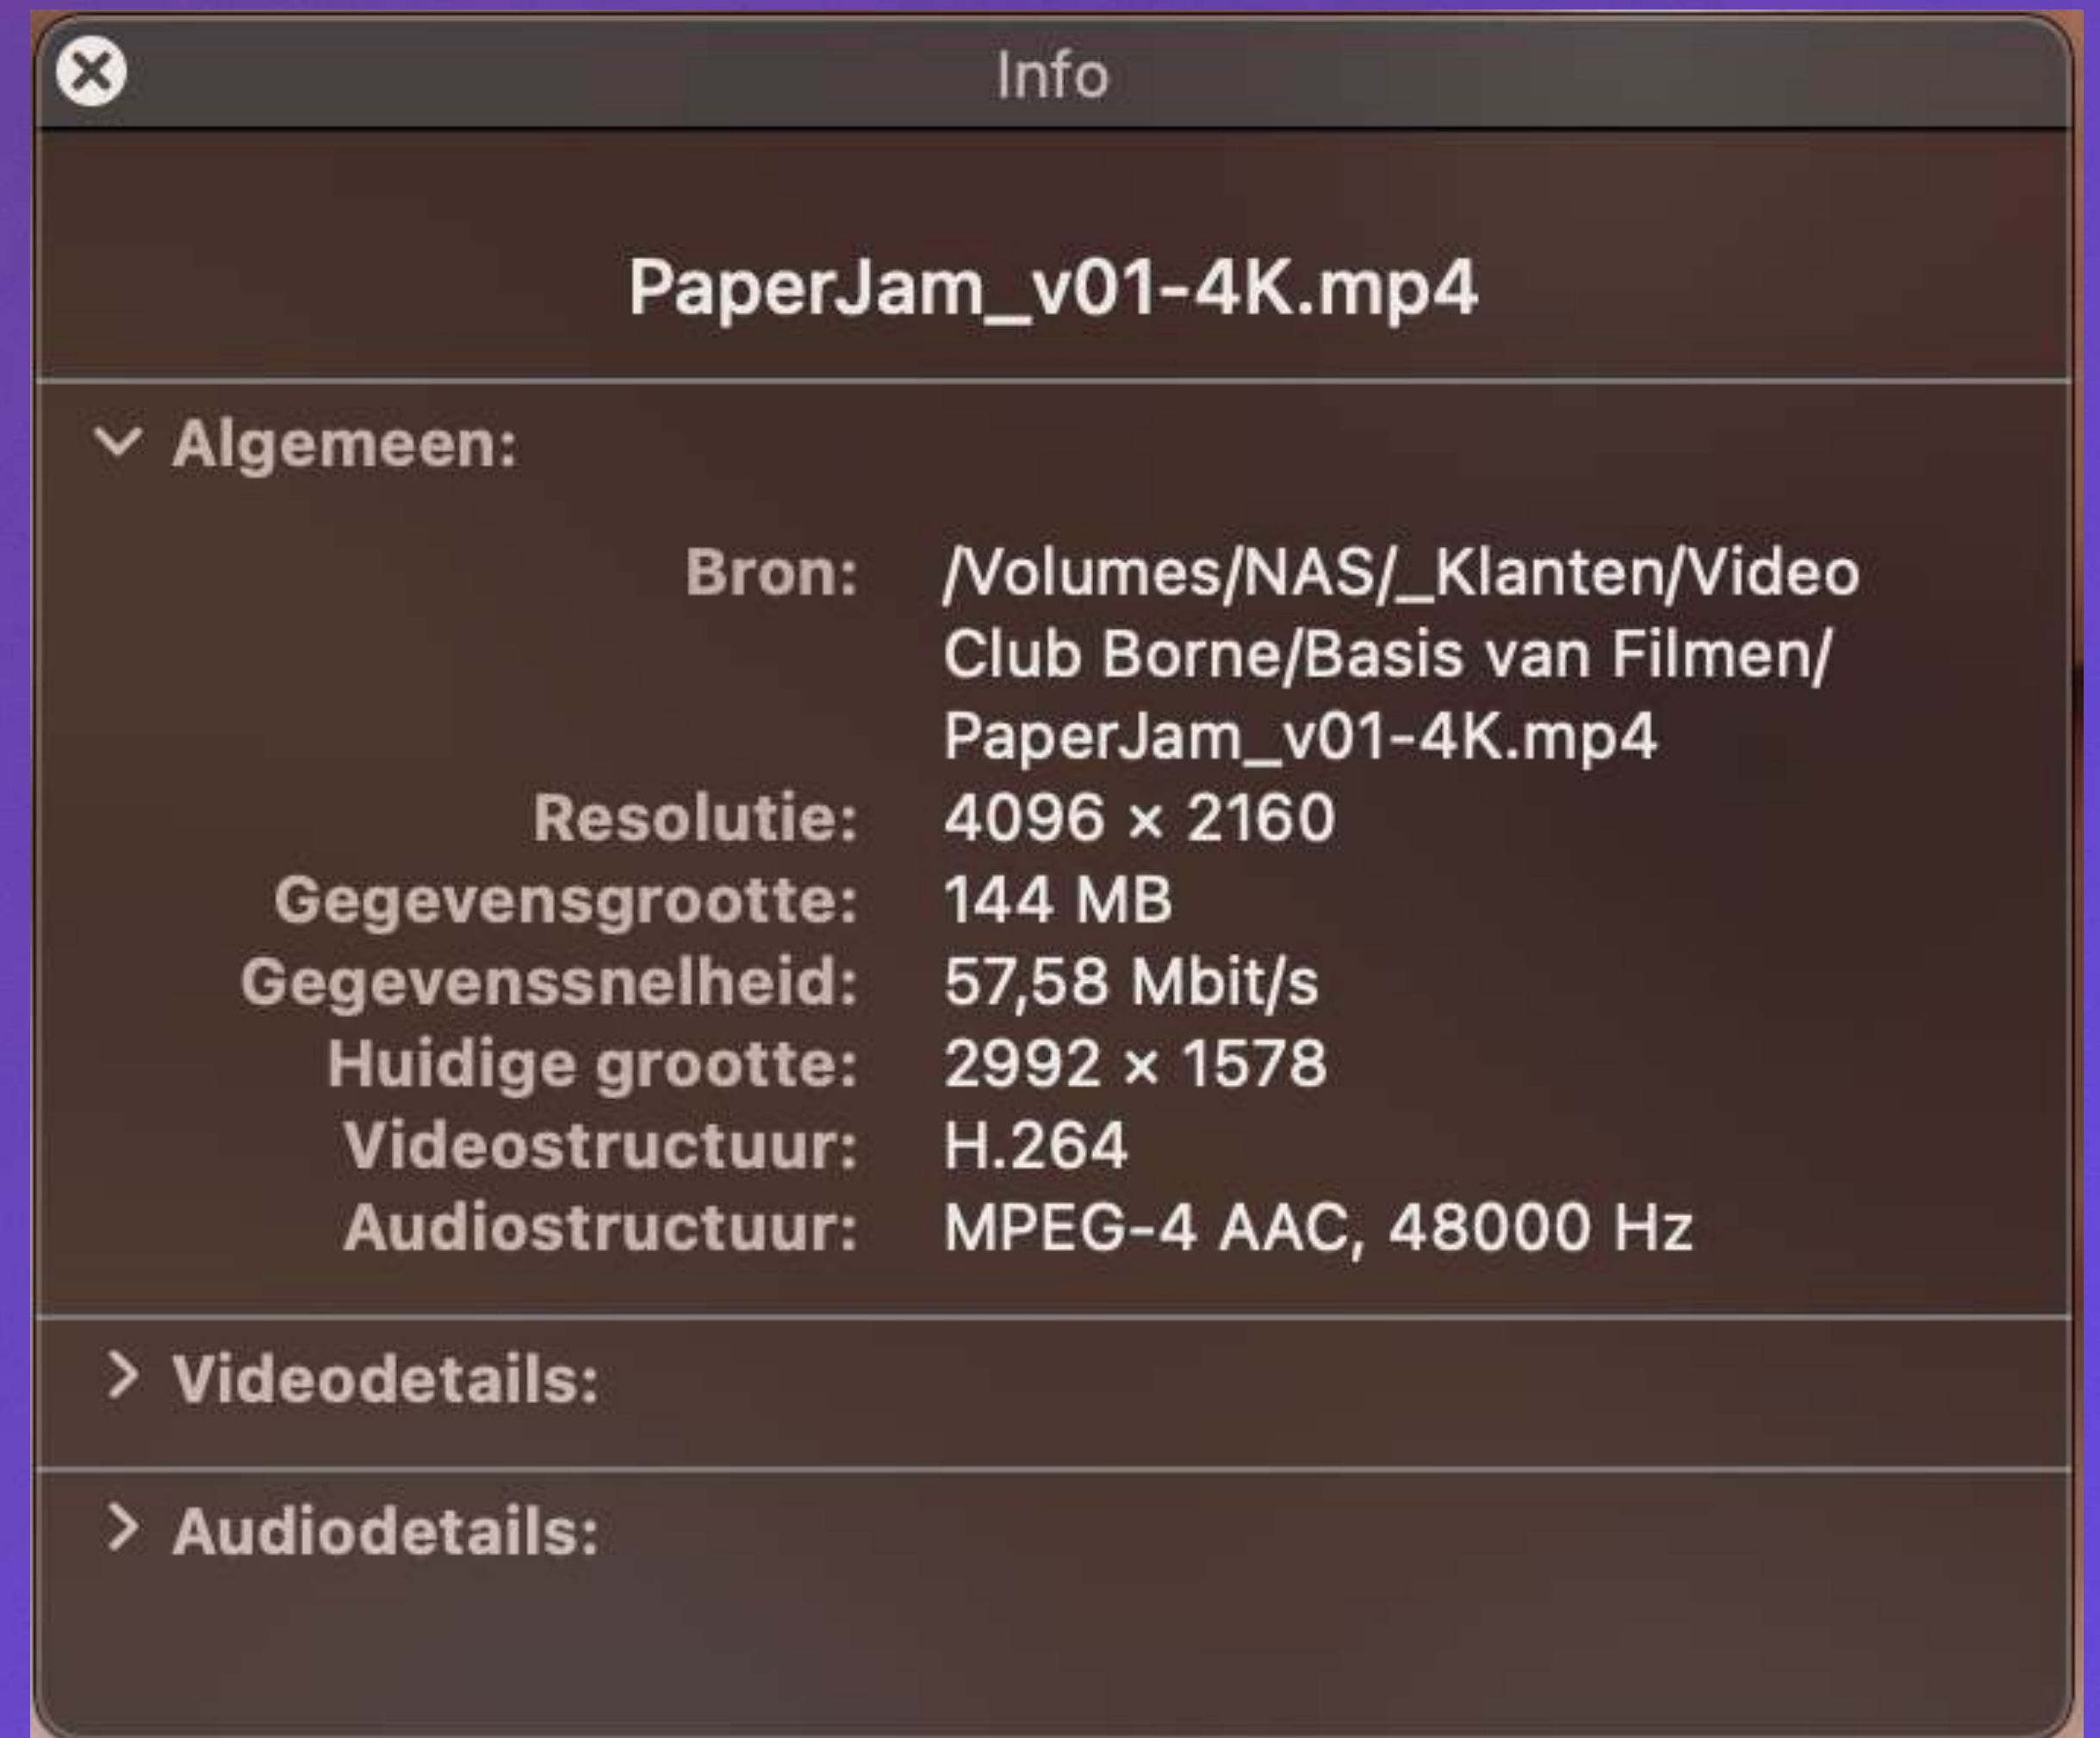 Info
PaperJam_v01-4K.mp4
Algemeen:
Bron: /Volumes/NAS/_Klanten/Video
Club Borne/Basis van Filmen/
PaperJam_v01-4K.mp4
Resolutie: 4096 × 2160
Gegevensgrootte: 144 MB
Gegevenssnelheid: 57,58 Mbit/s
Huidige grootte: 2992 × 1578
Videostructuur: H.264
Audiostructuur: MPEG-4 AAC, 48000 Hz
Videodetails:
Audiodetails: